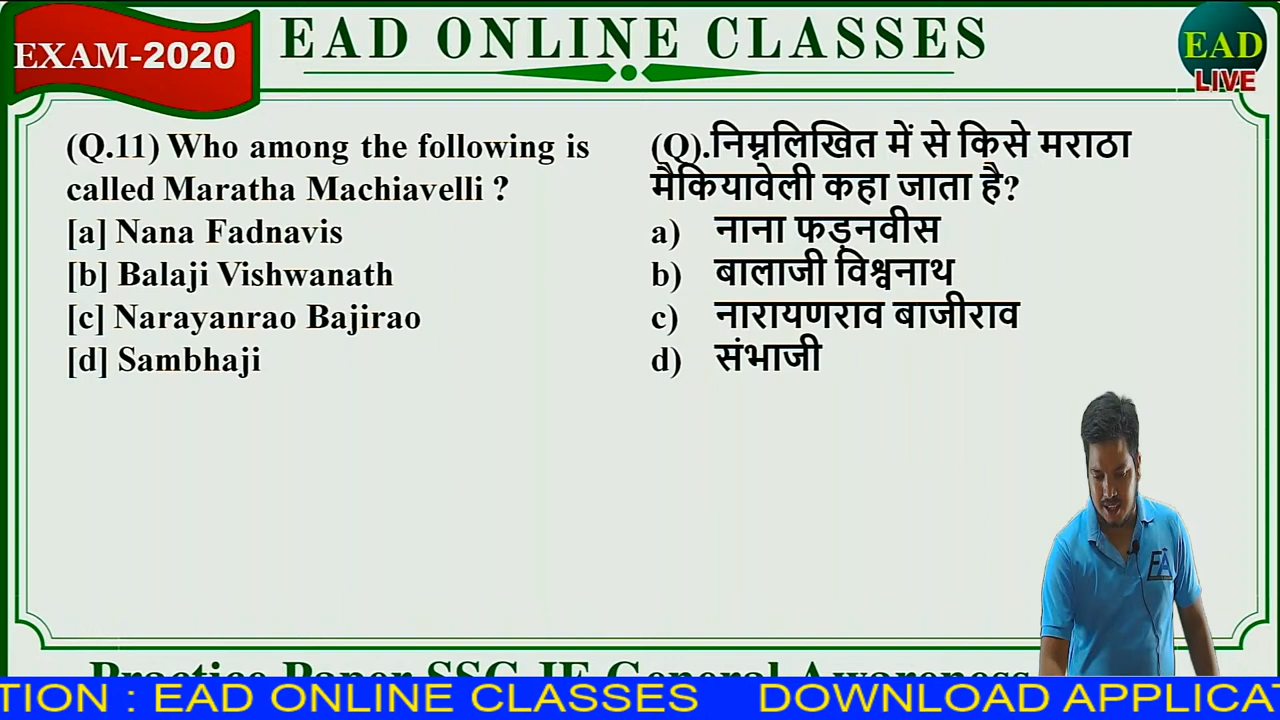 EXAM-2020
EAD ONLINE CLASSES
EAD
LIVE
(Q.11) Who among the following is
called Maratha Machiavelli ?
[a] Nana Fadnavis
[b] Balaji Vishwanath
[c] Narayanrao Bajirao
[d] Sambhaji
(Q).निम्नलिखित में से किसे मराठा
मैकियावेली कहा जाता है?
a) नाना फड़नवीस
b) बालाजी विश्वनाथ
c) नारायणराव बाजीराव
d) संभाजी
EA
Practice Paper SSC JE General Awareness
TION : EAD ONLINE CLASSES DOWNLOAD APPLICAT